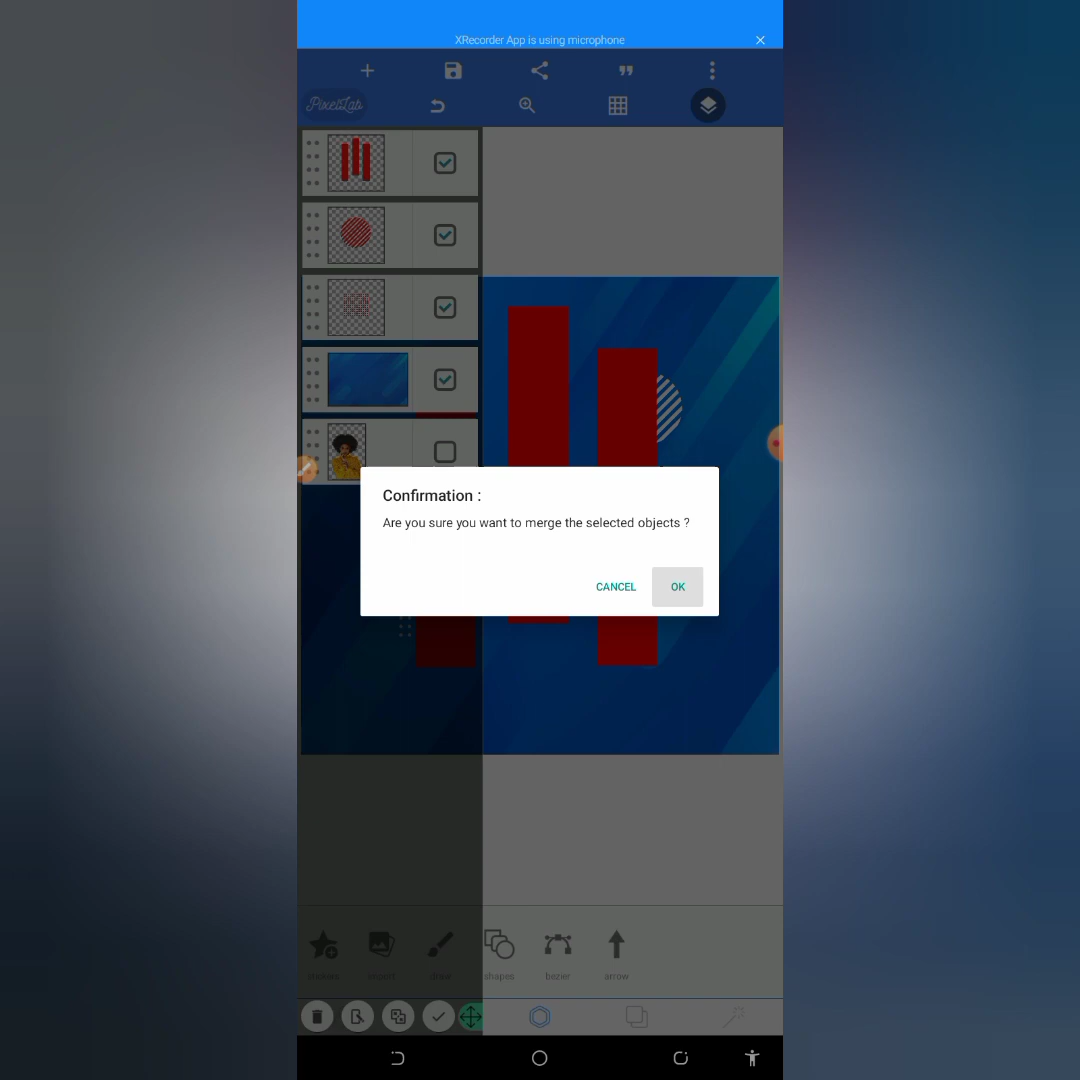 XRecorder App is using microphone
PixelLab
Confirmation :
Are you sure you want to merge the selected objects ?
CANCEL
OK
shapes
bezier
arrow